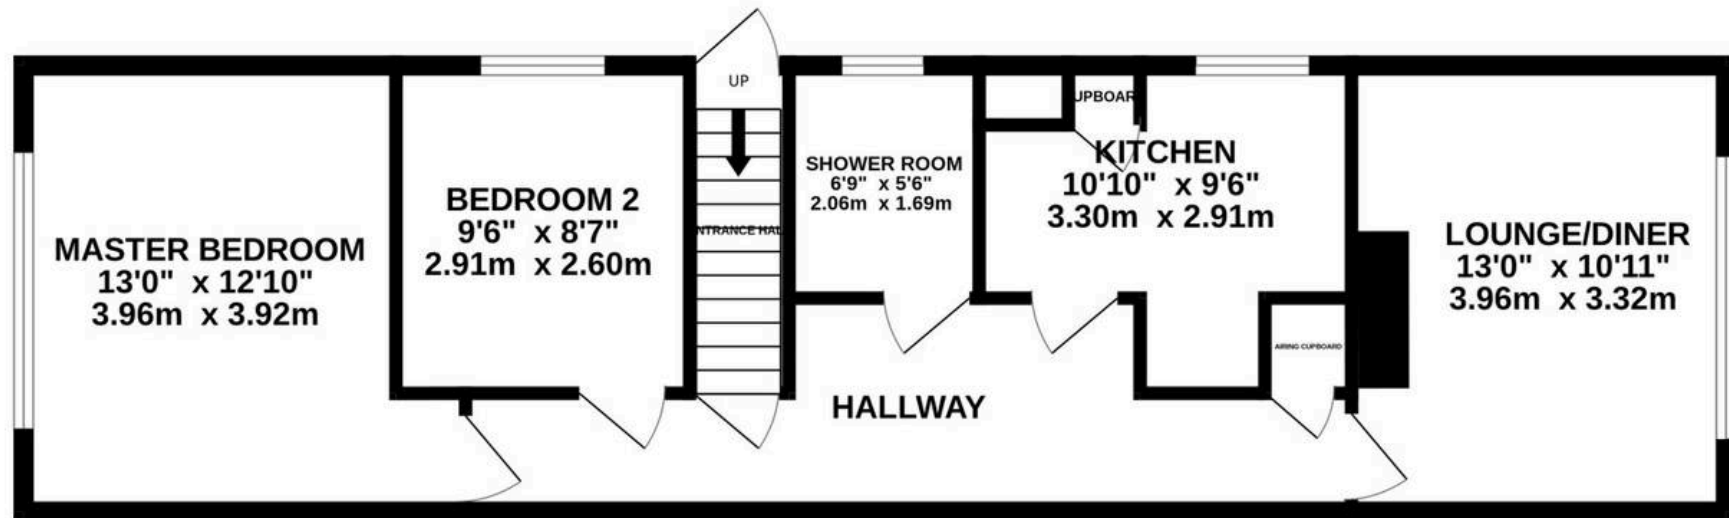 UP
UPBOAR
KITCHEN
10'10" x 9'6"
3.30m x 2.91m
SHOWER ROOM
6'9" x 5'6"
2.06m x 1.69m
BEDROOM 2
9'6" x 8'7"
2.91m x 2.60m
NTRANCE HAL
MASTER BEDROOM
13'0" x 12'10"
3.96m x 3.92m
LOUNGE/DINER
13'0" x 10'11"
3.96m x 3.32m
AIRING CUPBOARD
HALLWAY